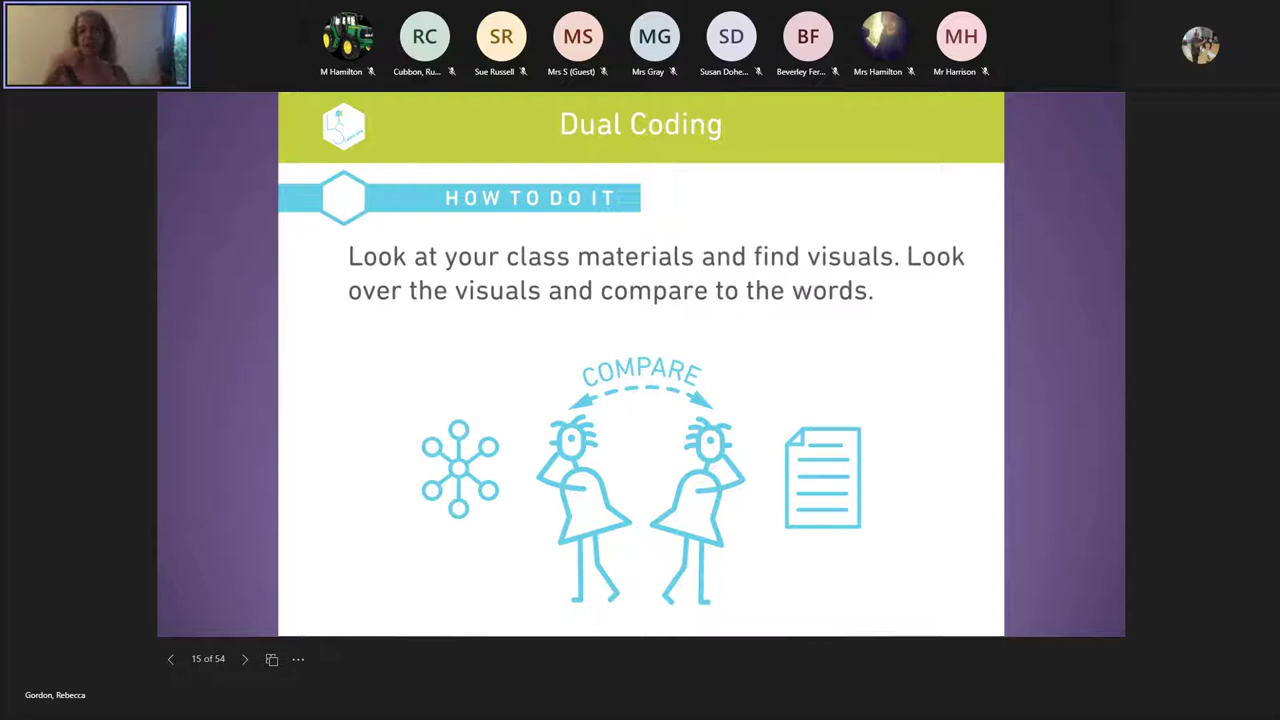 RC
SR
MS
MG
SD
BF
MH
M Hamilton
Cubbon, Ru...
Sue Russell
Mrs S (Guest)
Mrs Gray
Susan Dohe...
Beverley Fer...
Mrs Hamilton
Mr Harrison
Dual Coding
HOW TO DO IT
Look at your class materials and find visuals. Look
over the visuals and compare to the words.
COMPARE
15 of 54
Gordon, Rebecca